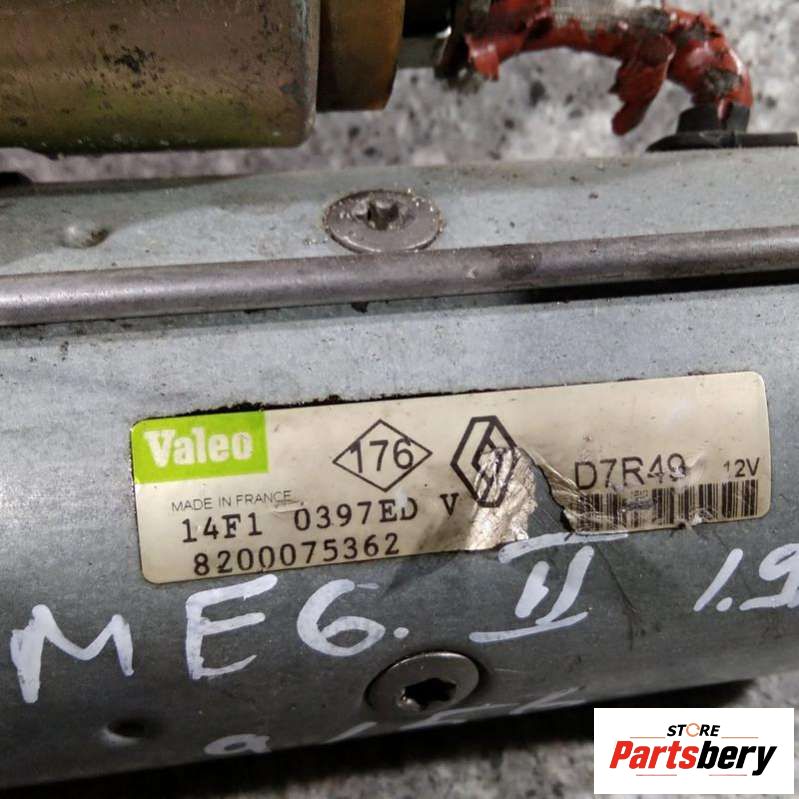 Valeo
176
D7R49 12V
MADE IN FRANCE
14F1 0397ED V
8200075362
MEG. II 1.9
STORE
Partsbery